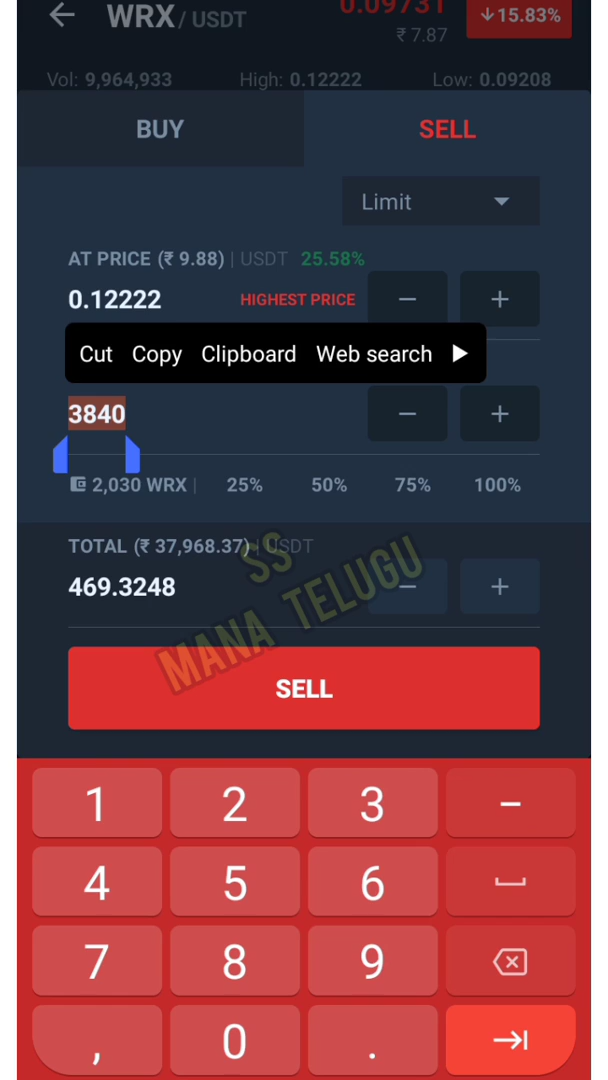 WRX / USDT
0.09731
↓15.83%
₹ 7.87
Vol: 9,964,933 High: 0.12222 Low: 0.09208
BUY SELL
Limit
AT PRICE (₹ 9.88) | USDT 25.58%
0.12222 HIGHEST PRICE − +
Cut Copy Clipboard Web search
3840 − +
2,030 WRX | 25% 50% 75% 100%
TOTAL (₹ 37,968.37) | USDT
469.3248 − +
SS
MANA TELUGU
SELL
1 2 3 −
4 5 6
7 8 9
, 0 .